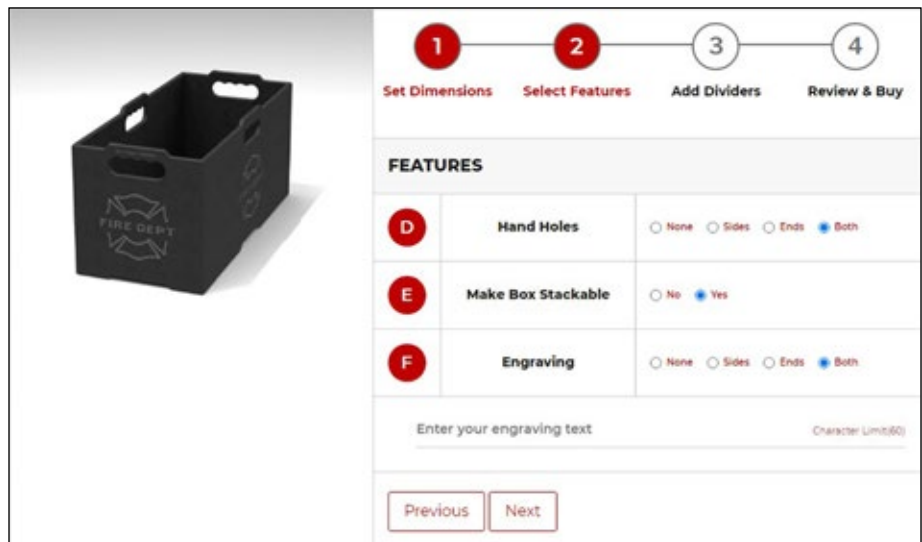 1 2 3 4
Set Dimensions Select Features Add Dividers Review & Buy
FEATURES
D Hand Holes None Sides Ends Both
E Make Box Stackable No Yes
F Engraving None Sides Ends Both
Enter your engraving text Character Limit(60)
Previous Next
FIRE DEPT